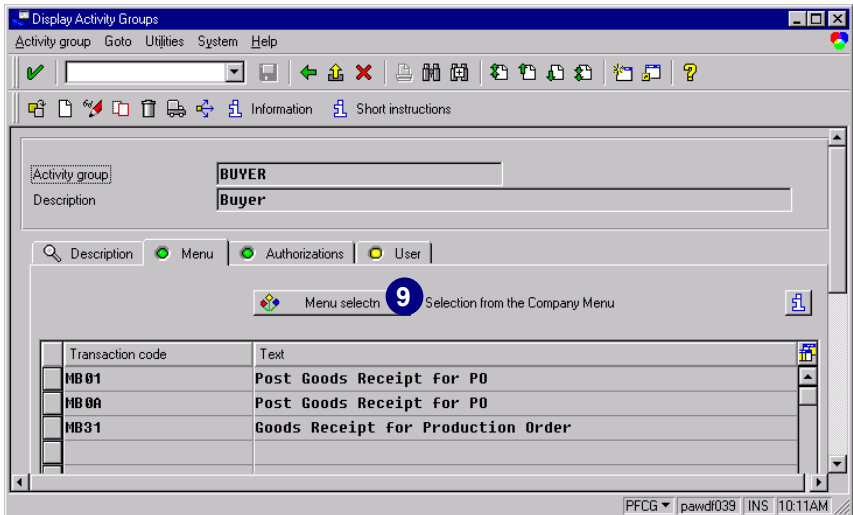 Display Activity Groups
Activity group Goto Utilities System Help
Information Short instructions
Activity group BUYER
Description Buyer
Description Menu Authorizations User
Menu selectn 9 Selection from the Company Menu
Transaction code Text
MB01 Post Goods Receipt for PO
MB0A Post Goods Receipt for PO
MB31 Goods Receipt for Production Order
PFCG pawdf039 INS 10:11AM